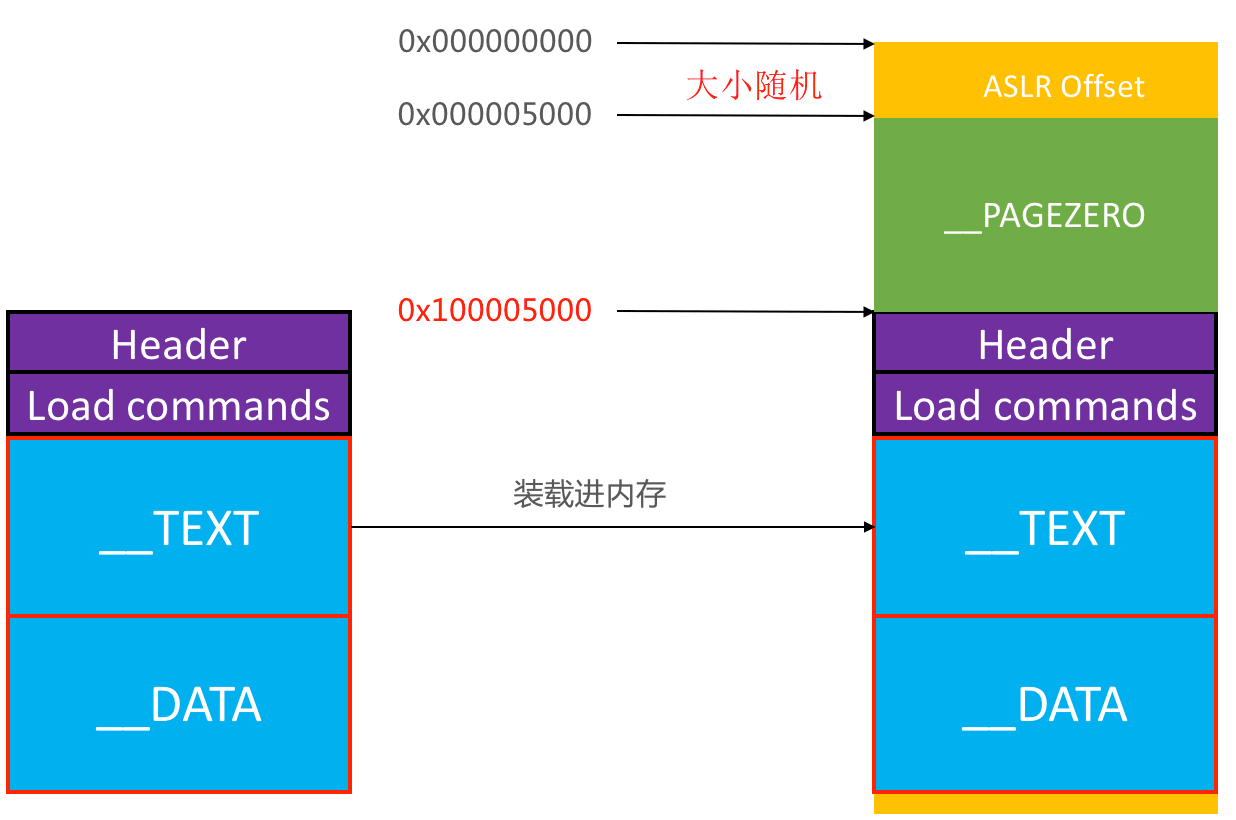 0x000000000
大小随机
ASLR Offset
0x000005000
__PAGEZERO
0x100005000
Header
Header
Load commands
Load commands
装载进内存
__TEXT
__TEXT
__DATA
__DATA